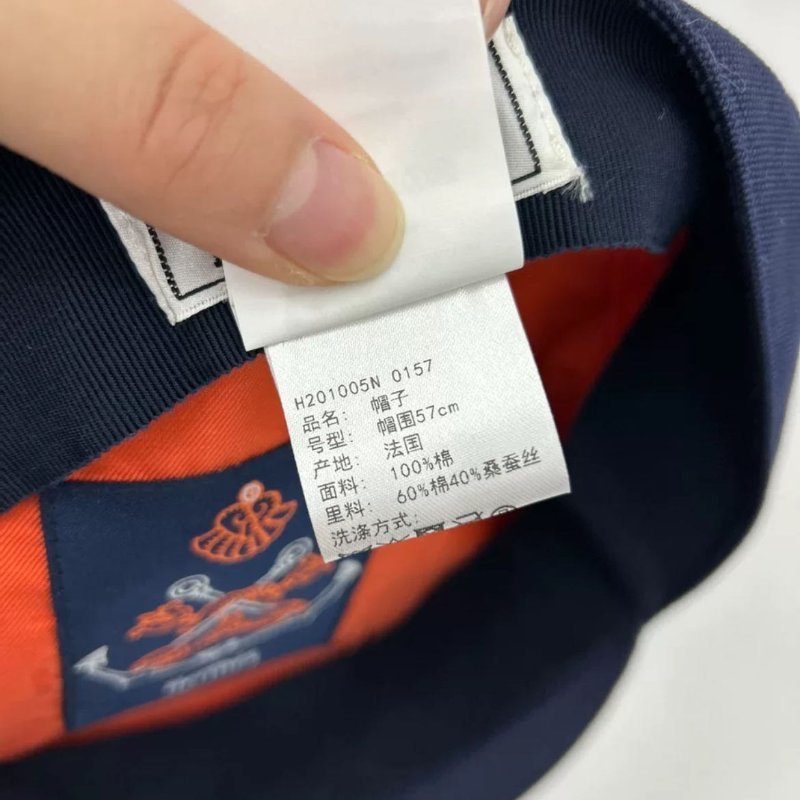 H201005N 0157
品名： 帽子
号型： 帽围57cm
产地： 法国
面料： 100%棉
里料： 60%棉40%桑蚕丝
洗涤方式：